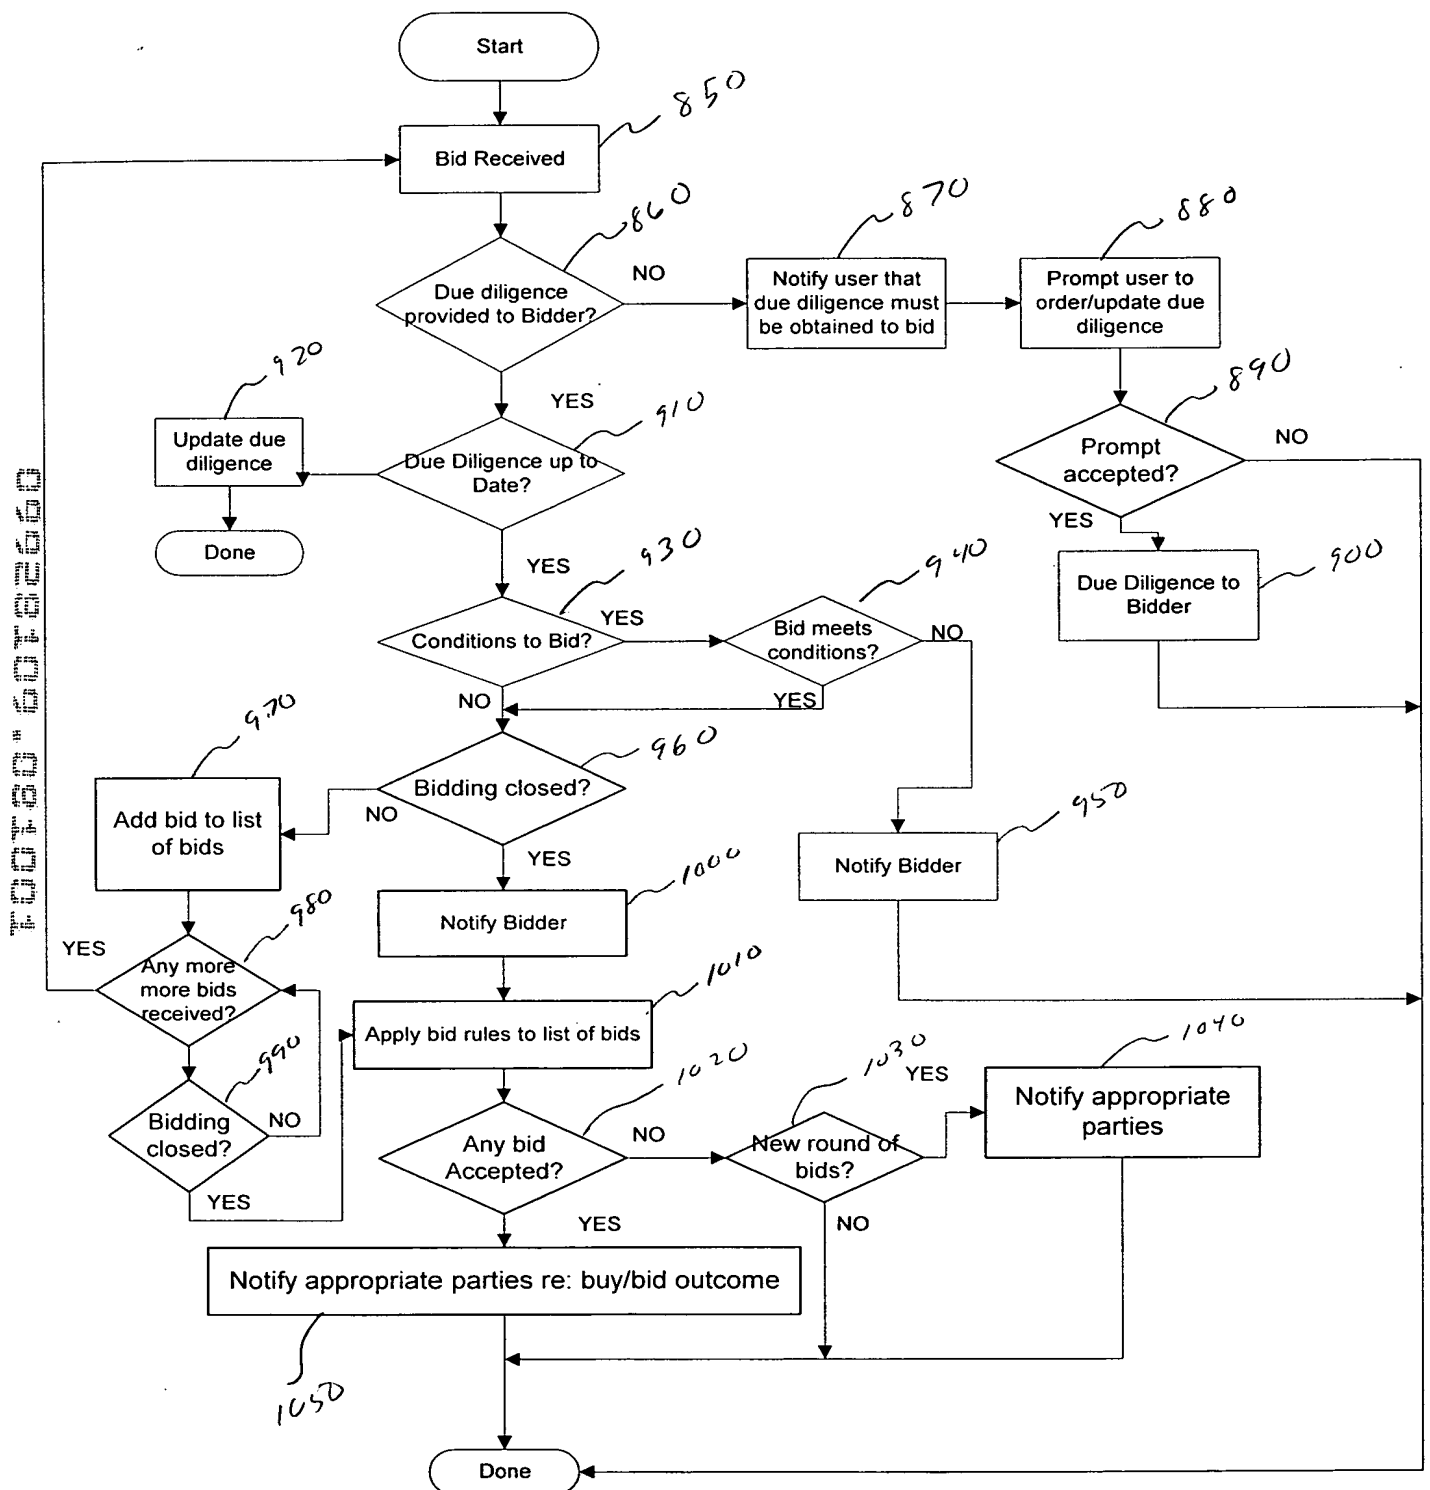 Start
850
Bid Received
860
870
880
NO
Due diligence
provided to Bidder?
Notify user that
due diligence must
be obtained to bid
Prompt user to
order/update due
diligence
920
YES
910
890
Update due
diligence
Due Diligence up to
Date?
Prompt
accepted?
NO
YES
Done
YES
930
940
900
Due Diligence to
Bidder
YES
Conditions to Bid?
Bid meets
conditions?
NO
NO
YES
970
960
Bidding closed?
950
Add bid to list
of bids
NO
YES
1000
Notify Bidder
Notify Bidder
980
YES
Any more
more bids
received?
1010
Apply bid rules to list of bids
990
1020
1030
YES
1040
Notify appropriate
parties
Bidding
closed?
NO
Any bid
Accepted?
NO
New round of
bids?
YES
YES
NO
Notify appropriate parties re: buy/bid outcome
1050
Done